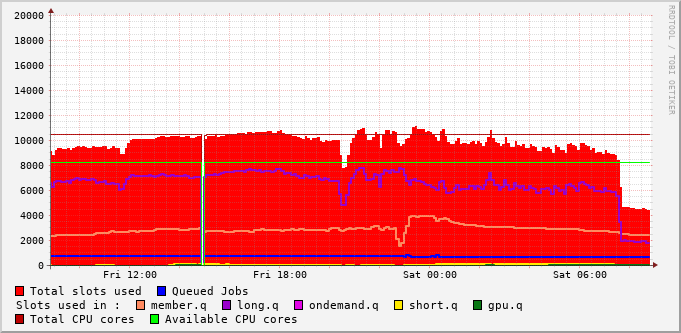 20000
18000
16000
14000
12000
10000
8000
6000
4000
2000
0
Fri 12:00 Fri 18:00 Sat 00:00 Sat 06:00
RRDTOOL / TOBI OETIKER
Total slots used Queued Jobs
Slots used in : member.q long.q ondemand.q short.q gpu.q
Total CPU cores Available CPU cores